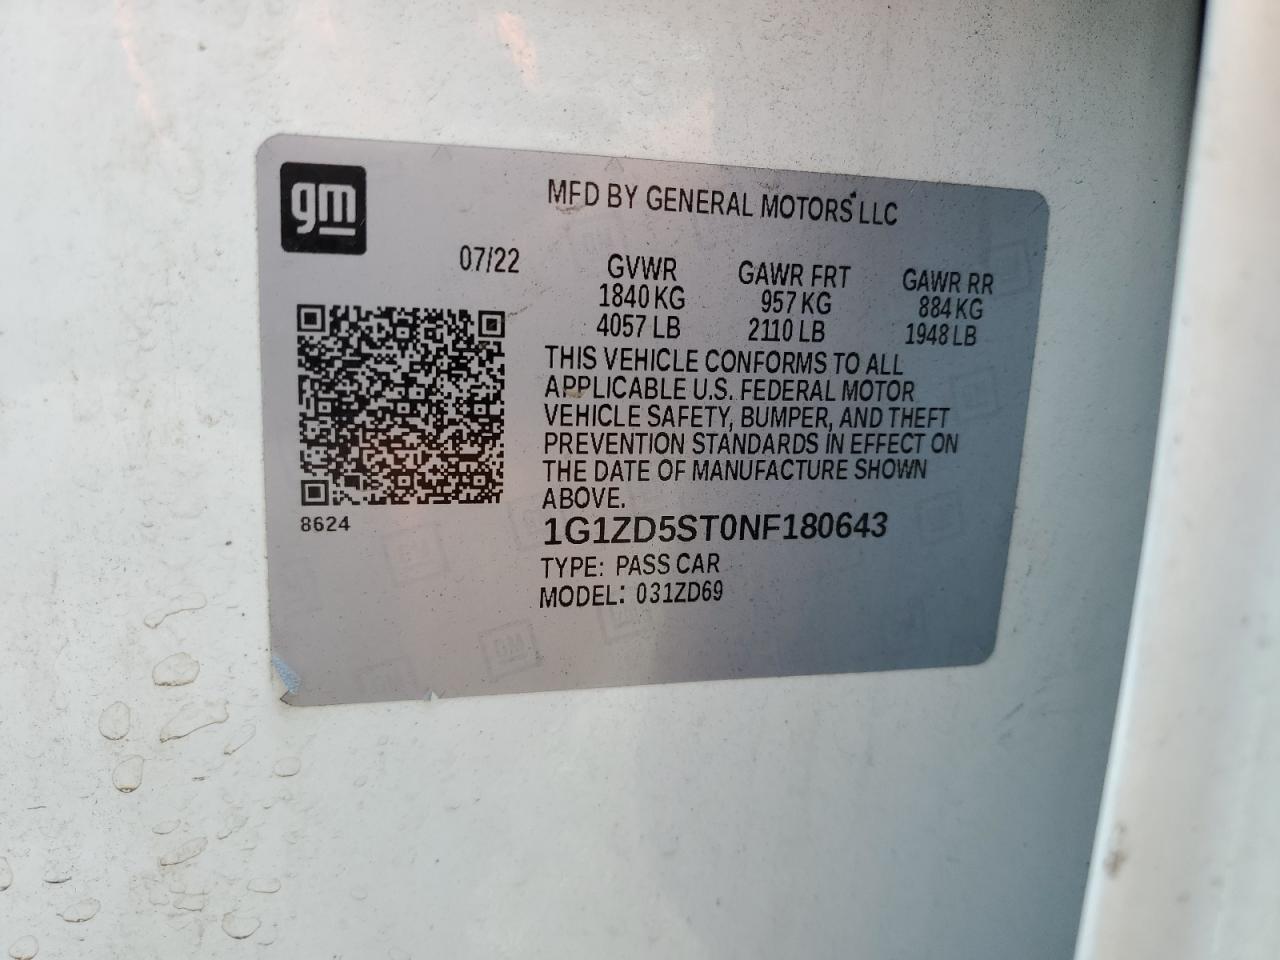 gm
MFD BY GENERAL MOTORS LLC
07/22 GVWR GAWR FRT GAWR RR
1840 KG 957 KG 884 KG
4057 LB 2110 LB 1948 LB
THIS VEHICLE CONFORMS TO ALL
APPLICABLE U.S. FEDERAL MOTOR
VEHICLE SAFETY, BUMPER, AND THEFT
PREVENTION STANDARDS IN EFFECT ON
THE DATE OF MANUFACTURE SHOWN
ABOVE.
8624
1G1ZD5ST0NF180643
TYPE: PASS CAR
MODEL: 031ZD69
GM